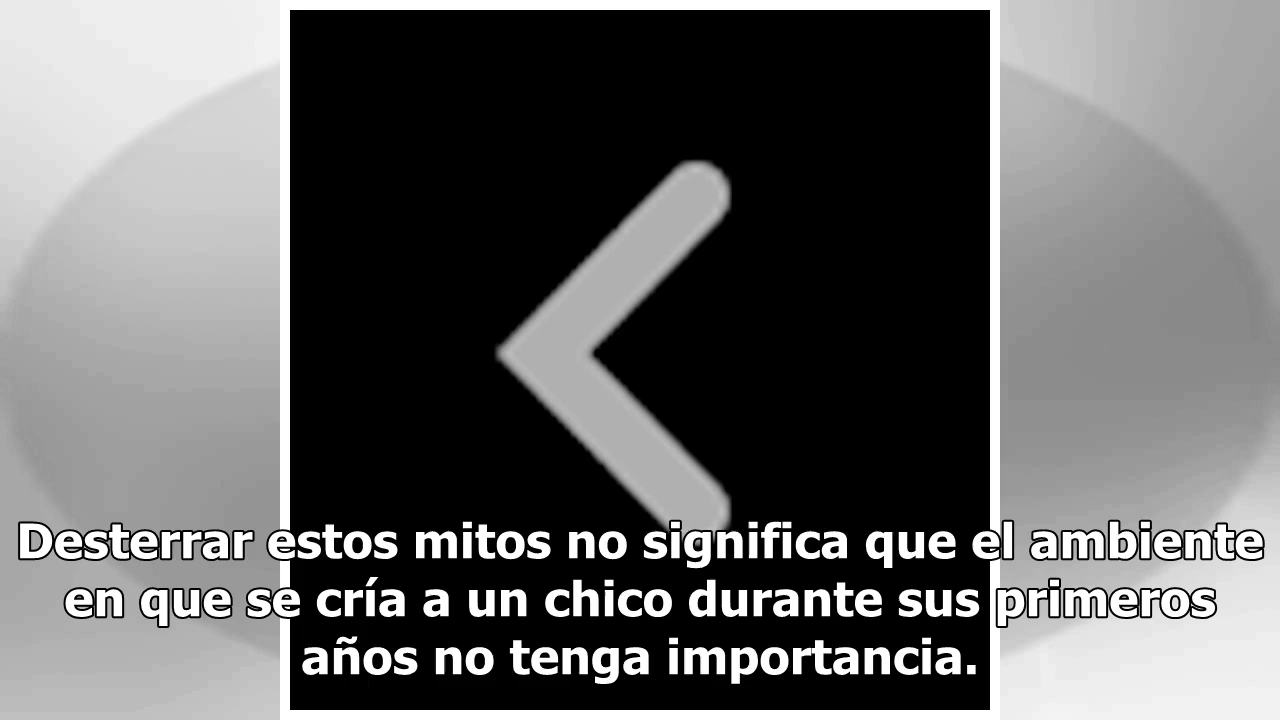 Desterrar estos mitos no significa que el ambiente
en que se cría a un chico durante sus primeros
años no tenga importancia.